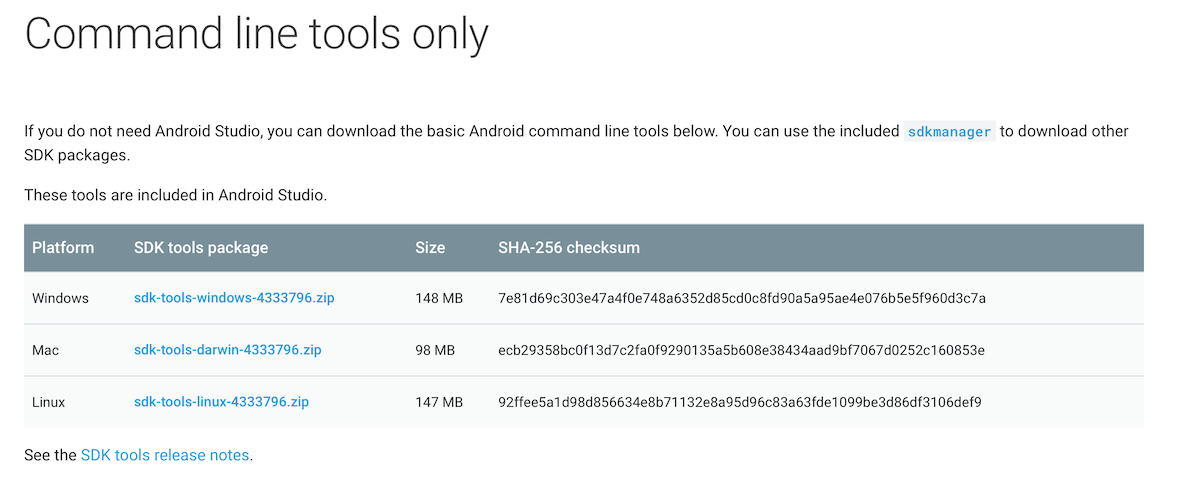 Command line tools only
If you do not need Android Studio, you can download the basic Android command line tools below. You can use the included sdkmanager to download other
SDK packages.
These tools are included in Android Studio.
Platform SDK tools package Size SHA-256 checksum
Windows sdk-tools-windows-4333796.zip 148 MB 7e81d69c303e47a4f0e748a6352d85cd0c8fd90a5a95ae4e076b5e5f960d3c7a
Mac sdk-tools-darwin-4333796.zip 98 MB ecb29358bc0f13d7c2fa0f9290135a5b608e38434aad9bf7067d0252c160853e
Linux sdk-tools-linux-4333796.zip 147 MB 92ffee5a1d98d856634e8b71132e8a95d96c83a63fde1099be3d86df3106def9
See the SDK tools release notes.